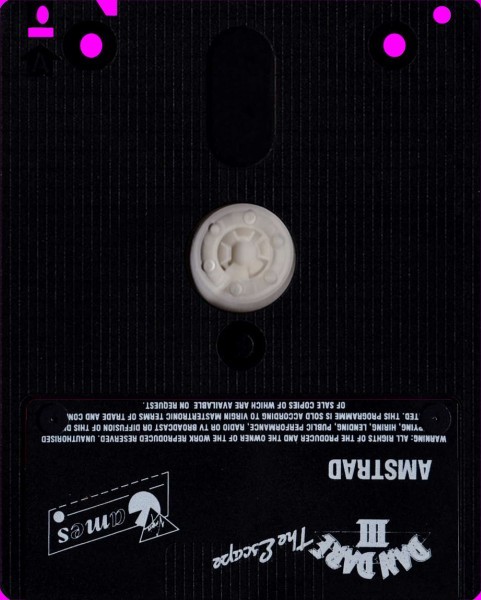 DAN DARE
III
The Escape
Games
AMSTRAD
WARNING: ALL RIGHTS OF THE PRODUCER AND THE OWNER OF THE WORK REPRODUCED RESERVED. UNAUTHORISED
HIRING, LENDING, PUBLIC PERFORMANCE, RADIO OR TV BROADCAST OR DIFFUSION OF THIS
THIS PROGRAMME IS SOLD ACCORDING TO VIRGIN MASTERTRONIC TERMS OF TRADE AND
OF SALE COPIES OF WHICH ARE AVAILABLE ON REQUEST.